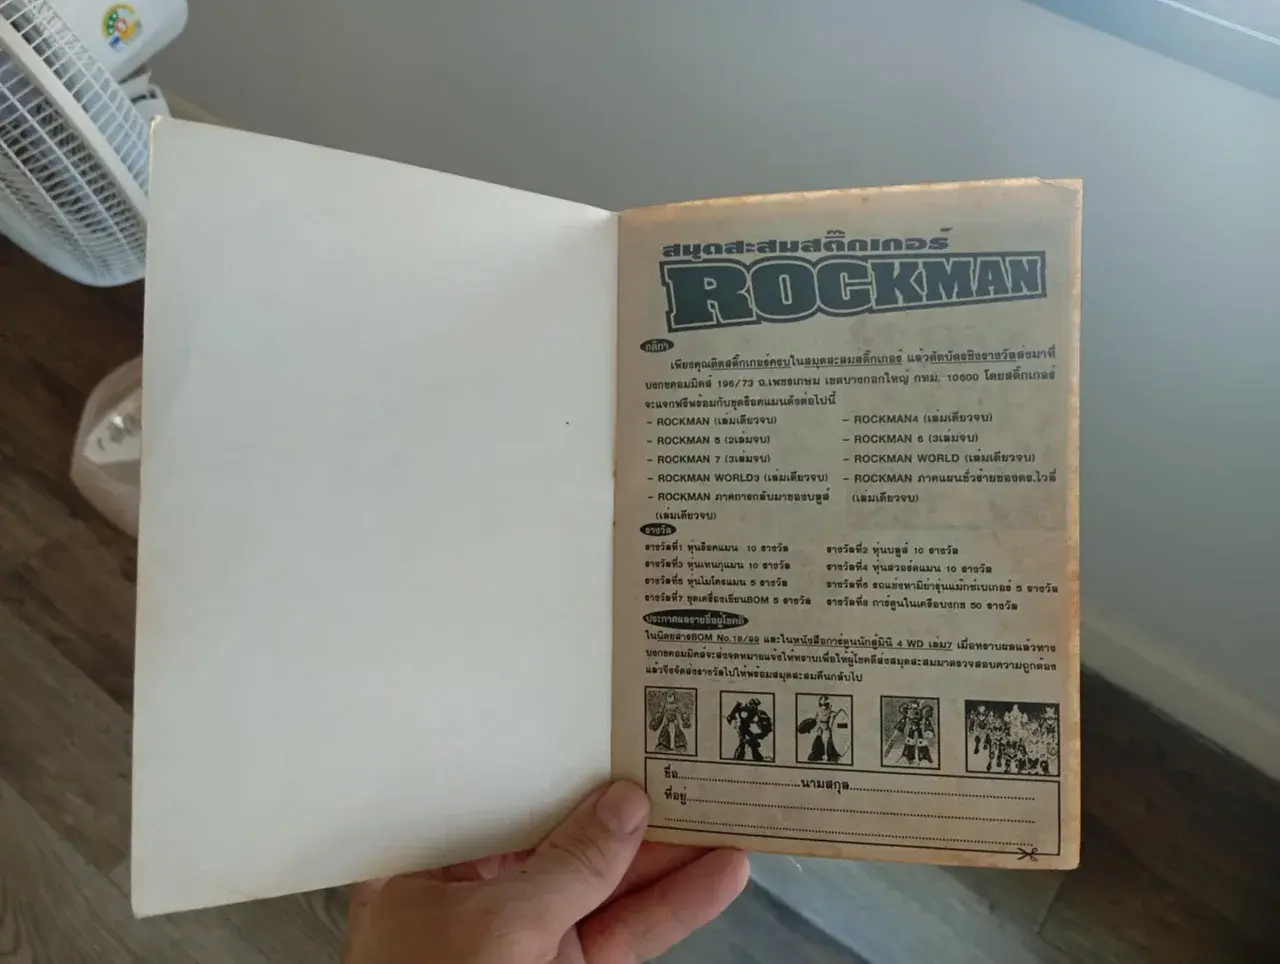 สมุดสะสมสติ๊กเกอร์
ROCKMAN
กติกา
เพียงคุณติดสติ๊กเกอร์ครบในสมุดสะสมสติ๊กเกอร์ แล้วตัดบัตรชิงรางวัลส่งมาที่
บงกชคอมมิคส์ 196/73 ถ.เพชรเกษม เขตบางกอกใหญ่ กทม. 10600 โดยสติ๊กเกอร์
จะแจกฟรีพร้อมกับชุดร็อคแมนดังต่อไปนี้
- ROCKMAN (เล่มเดียวจบ)
- ROCKMAN4 (เล่มเดียวจบ)
- ROCKMAN 5 (2เล่มจบ)
- ROCKMAN 6 (3เล่มจบ)
- ROCKMAN 7 (3เล่มจบ)
- ROCKMAN WORLD (เล่มเดียวจบ)
- ROCKMAN WORLD3 (เล่มเดียวจบ)
- ROCKMAN ภาคแผนชั่วร้ายของดร.ไวลี่
(เล่มเดียวจบ)
- ROCKMAN ภาคการกลับมาของบลูส์
(เล่มเดียวจบ)
รางวัล
รางวัลที่1 หุ่นร็อคแมน 10 รางวัล
รางวัลที่2 หุ่นบลูส์ 10 รางวัล
รางวัลที่3 หุ่นเทนกูแมน 10 รางวัล
รางวัลที่4 หุ่นสวอร์ดแมน 10 รางวัล
รางวัลที่5 หุ่นไมโครแมน 5 รางวัล
รางวัลที่6 รถแข่งทามิย่ารุ่นแม๊กซ์เบเกอร์ 5 รางวัล
รางวัลที่7 ชุดเครื่องเขียนBOM 5 รางวัล
รางวัลที่8 การ์ตูนในเครือบงกช 50 รางวัล
ประกาศผลรายชื่อผู้โชคดี
ในนิตยสารBOM No.18/99 และในหนังสือการ์ตูนนักสู้มินิ 4 WD เล่ม7 เมื่อทราบผลแล้วทาง
บงกชคอมมิคส์จะส่งจดหมายแจ้งให้ทราบเพื่อให้ผู้โชคดีส่งสมุดสะสมมาตรวจสอบความถูกต้อง
แล้วจึงจัดส่งรางวัลไปให้พร้อมสมุดสะสมคืนกลับไป
ชื่อ..............................นามสกุล..............................................
ที่อยู่.....................................................................................
.............................................................................................